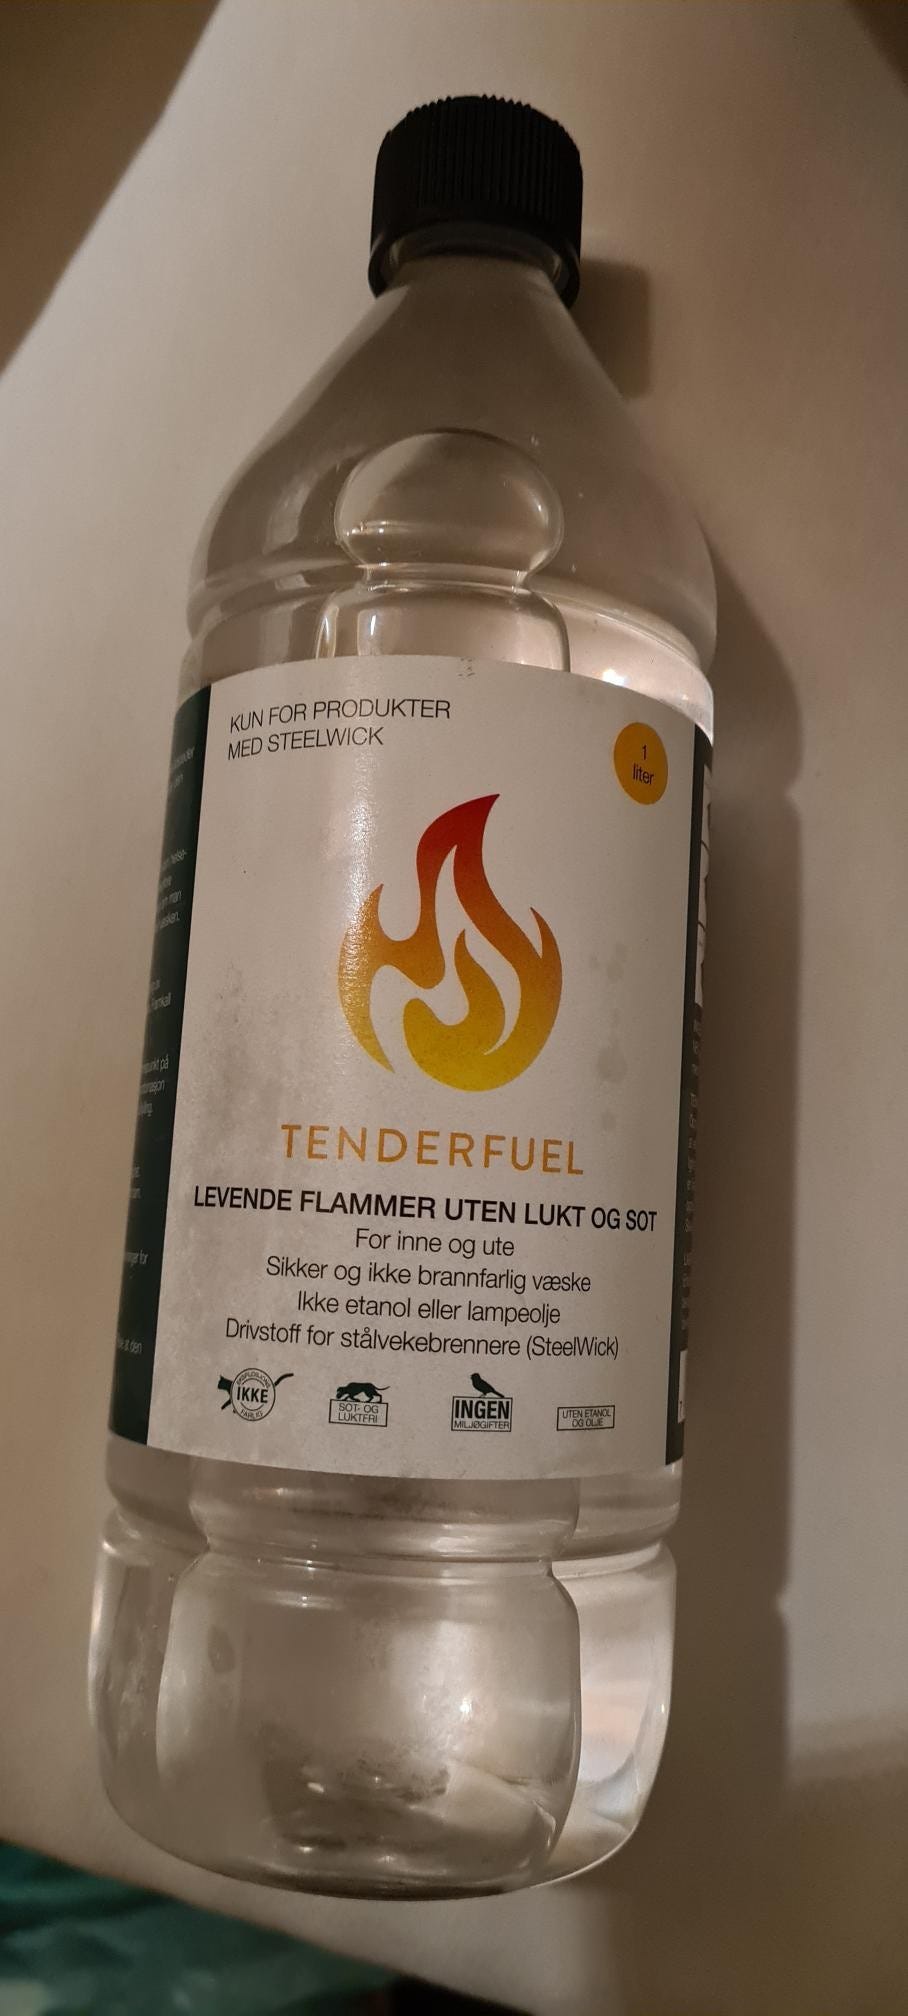 KUN FOR PRODUKTER
MED STEELWICK
1
liter
TENDERFUEL
LEVENDE FLAMMER UTEN LUKT OG SOT
For inne og ute
Sikker og ikke brannfarlig væske
Ikke etanol eller lampeolje
Drivstoff for stålvekebrennere (SteelWick)
EKSPLOSJONS
IKKE
FARLIG
SOT- OG
LUKTFRI
INGEN
MILJØGIFTER
UTEN ETANOL
OG OLJE